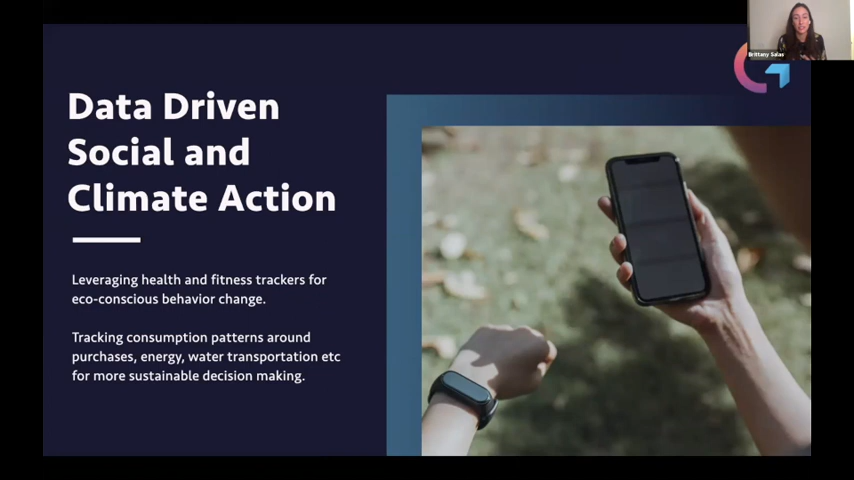 Brittany Salas
Data Driven
Social and
Climate Action
Leveraging health and fitness trackers for
eco-conscious behavior change.
Tracking consumption patterns around
purchases, energy, water transportation etc
for more sustainable decision making.